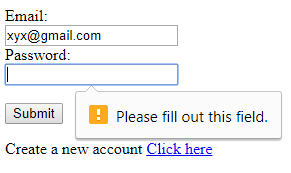 Email:
xyx@gmail.com
Password:
Submit
Please fill out this field.
Create a new account Click here